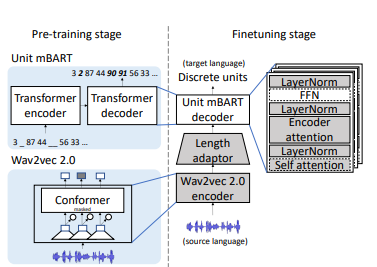 Pre-training stage
Finetuning stage
Unit mBART
3 2 87 44 90 91 56 33 ...
Transformer encoder
Transformer decoder
3 _ 87 44 __ 56 33 ...
Wav2vec 2.0
Conformer
masked
(target language)
Discrete units
Unit mBART
decoder
Length
adaptor
Wav2vec 2.0
encoder
(source language)
LayerNorm
FFN
LayerNorm
Encoder
attention
LayerNorm
Self attention